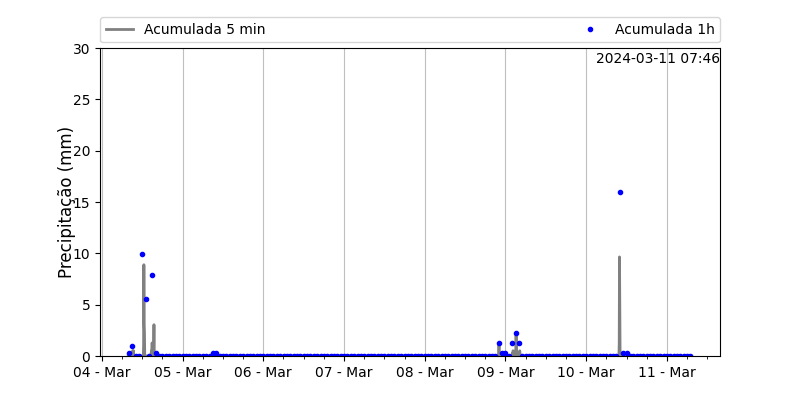 Acumulada 5 min
Acumulada 1h
2024-03-11 07:46
Precipitação (mm)
30
25
20
15
10
5
0
04 - Mar 05 - Mar 06 - Mar 07 - Mar 08 - Mar 09 - Mar 10 - Mar 11 - Mar